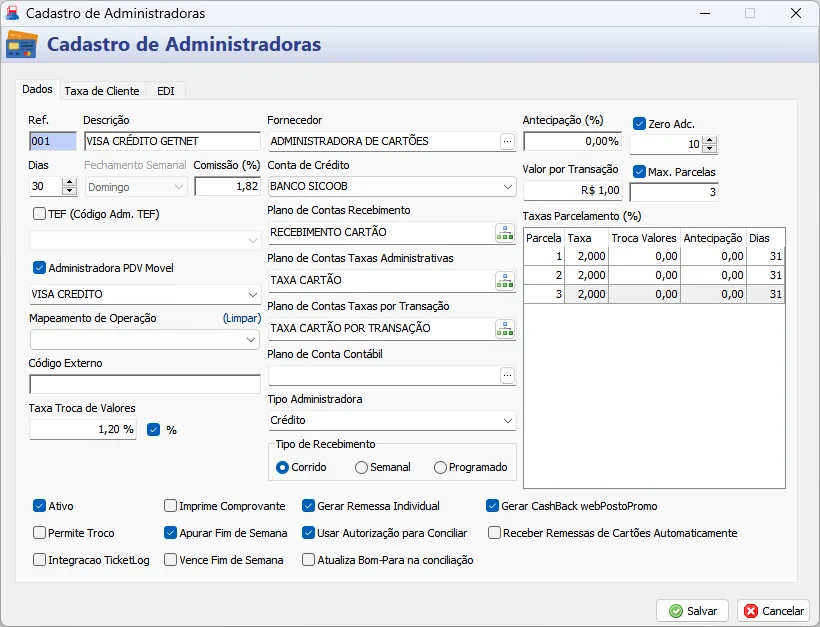 Cadastro de Administradoras
Cadastro de Administradoras
Dados Taxa de Cliente EDI
Ref. Descrição
001 VISA CRÉDITO GETNET
Dias Fechamento Semanal Comissão (%)
30 Domingo 1,82
TEF (Código Adm. TEF)
Administradora PDV Movel
VISA CREDITO
Mapeamento de Operação (Limpar)
Código Externo
Taxa Troca de Valores
1,20 % %
Fornecedor
ADMINISTRADORA DE CARTÕES ...
Conta de Crédito
BANCO SICOOB
Plano de Contas Recebimento
RECEBIMENTO CARTÃO
Plano de Contas Taxas Administrativas
TAXA CARTÃO
Plano de Contas Taxas por Transação
TAXA CARTÃO POR TRANSAÇÃO
Plano de Conta Contábil
...
Tipo Administradora
Crédito
Tipo de Recebimento
Corrido Semanal Programado
Antecipação (%) Zero Adc.
0,00% 10
Valor por Transação Max. Parcelas
R$ 1,00 3
Taxas Parcelamento (%)
Parcela Taxa Troca Valores Antecipação Dias
1 2,000 0,00 0,00 31
2 2,000 0,00 0,00 31
3 2,000 0,00 0,00 31
Ativo Imprime Comprovante Gerar Remessa Individual Gerar CashBack webPostoPromo
Permite Troco Apurar Fim de Semana Usar Autorização para Conciliar Receber Remessas de Cartões Automaticamente
Integracao TicketLog Vence Fim de Semana Atualiza Bom-Para na conciliação
Salvar Cancelar